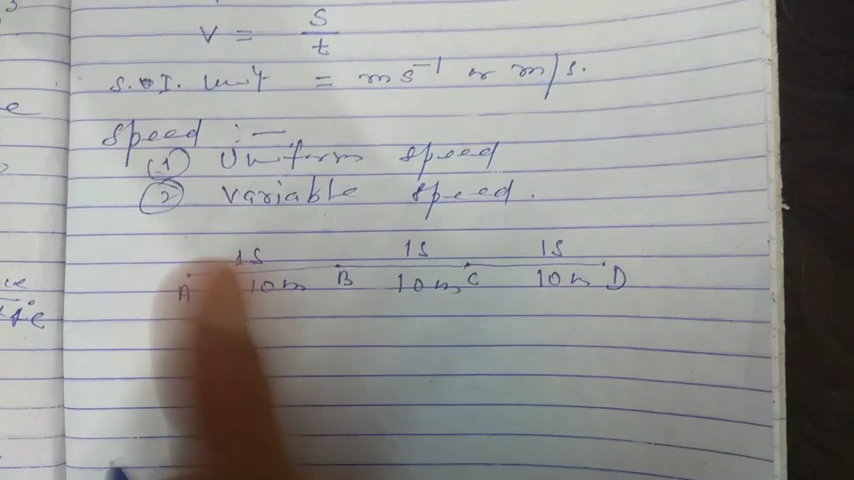 V = S
t
S.I. Unit = ms⁻¹ or m/s.
Speed :—
(1) Uniform speed
(2) Variable speed.
1S 1S 1S
A 10m B 10m C 10m D